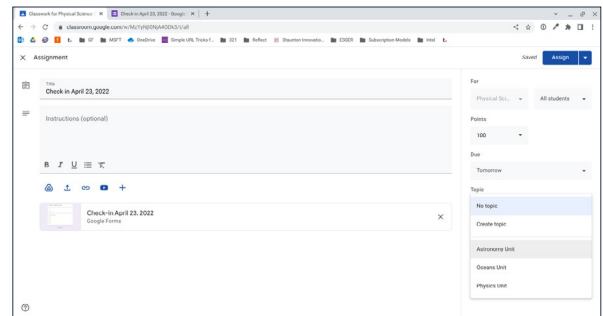 Classwork for Physical Science
Check in April 23, 2022 - Googl
classroom.google.com/w/
GT
MSFT
OneDrive
Simple URL Tricks f...
321
Reflect
Staunton Innovatio...
EDGER
Subscription Models
Intel
Assignment
Saved
Assign
Title
Check in April 23, 2022
Instructions (optional)
B I U
Check-in April 23, 2022
Google Forms
For
Physical Sci...
All students
Points
100
Due
Tomorrow
Topic
No topic
Create topic
Astronomy Unit
Oceans Unit
Physics Unit